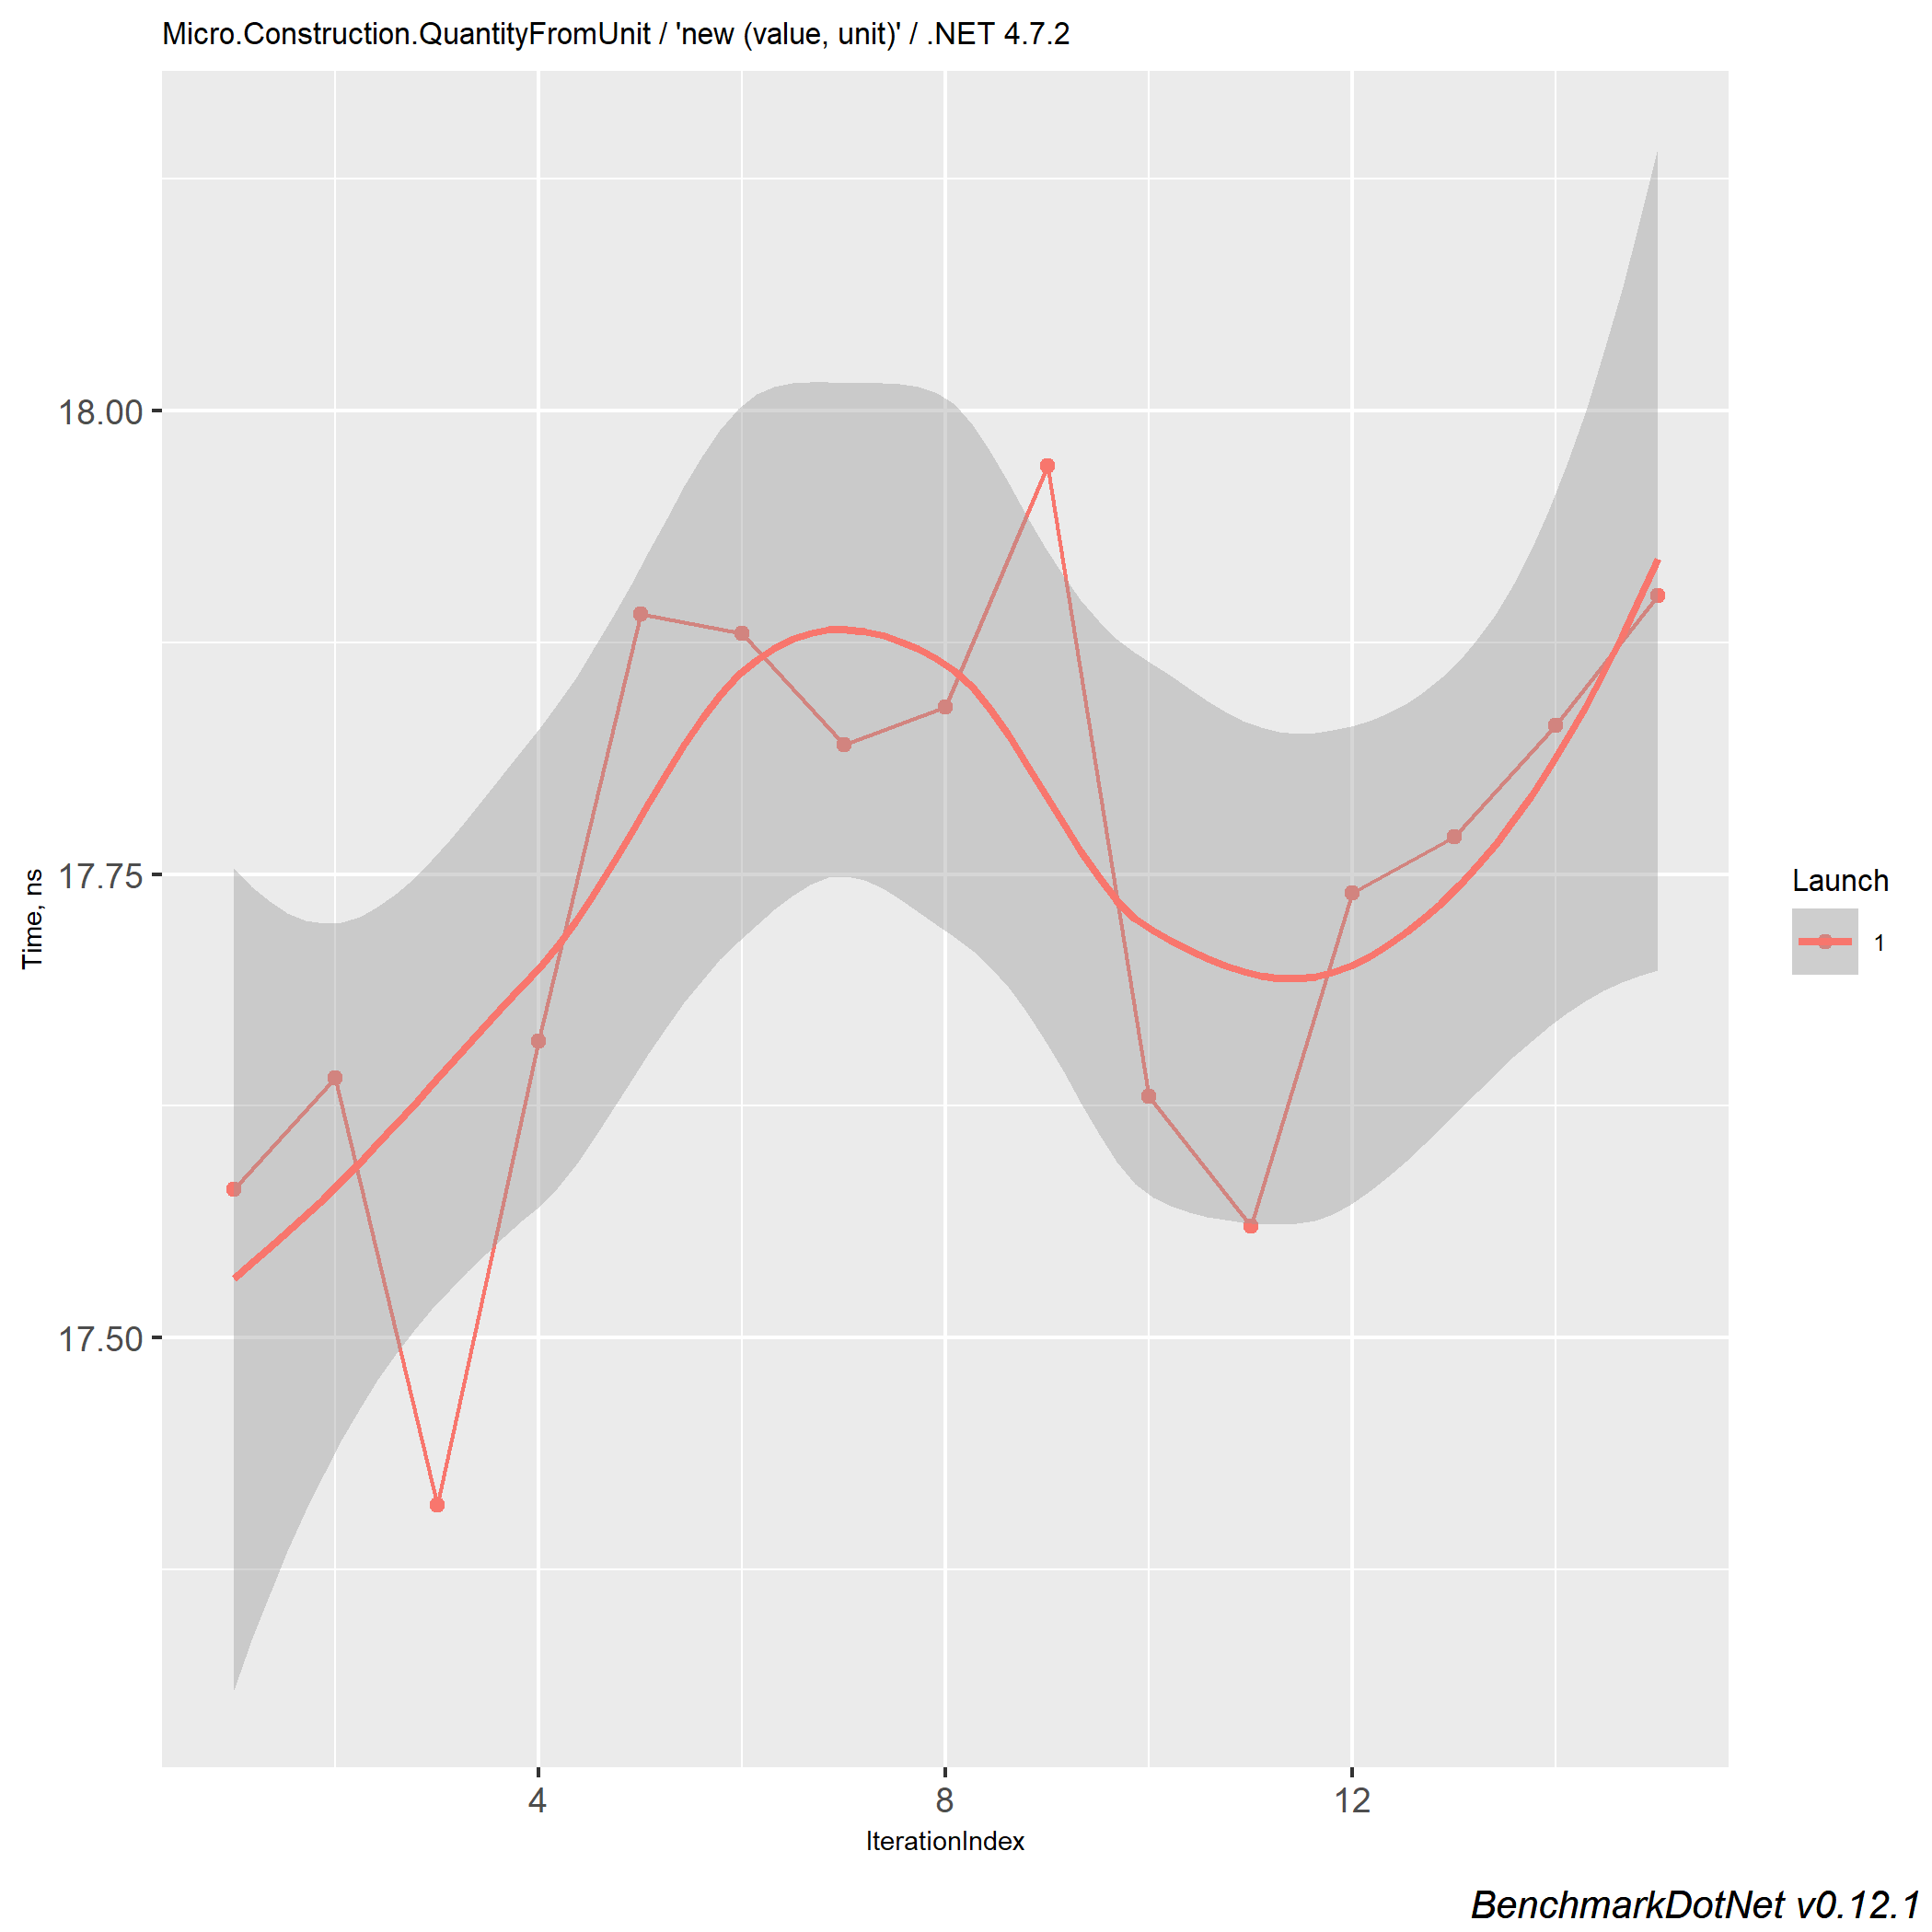 Micro.Construction.QuantityFromUnit / 'new (value, unit)' / .NET 4.7.2
18.00
17.75
17.50
Time, ns
4
8
12
IterationIndex
Launch
1
BenchmarkDotNet v0.12.1